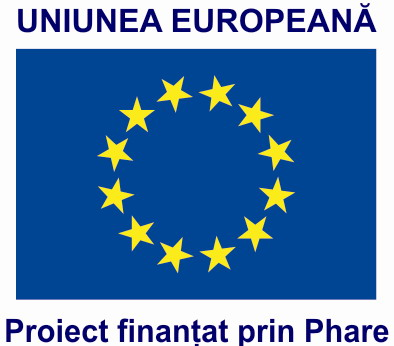 UNIUNEA EUROPEANĂ
Proiect finanțat prin Phare